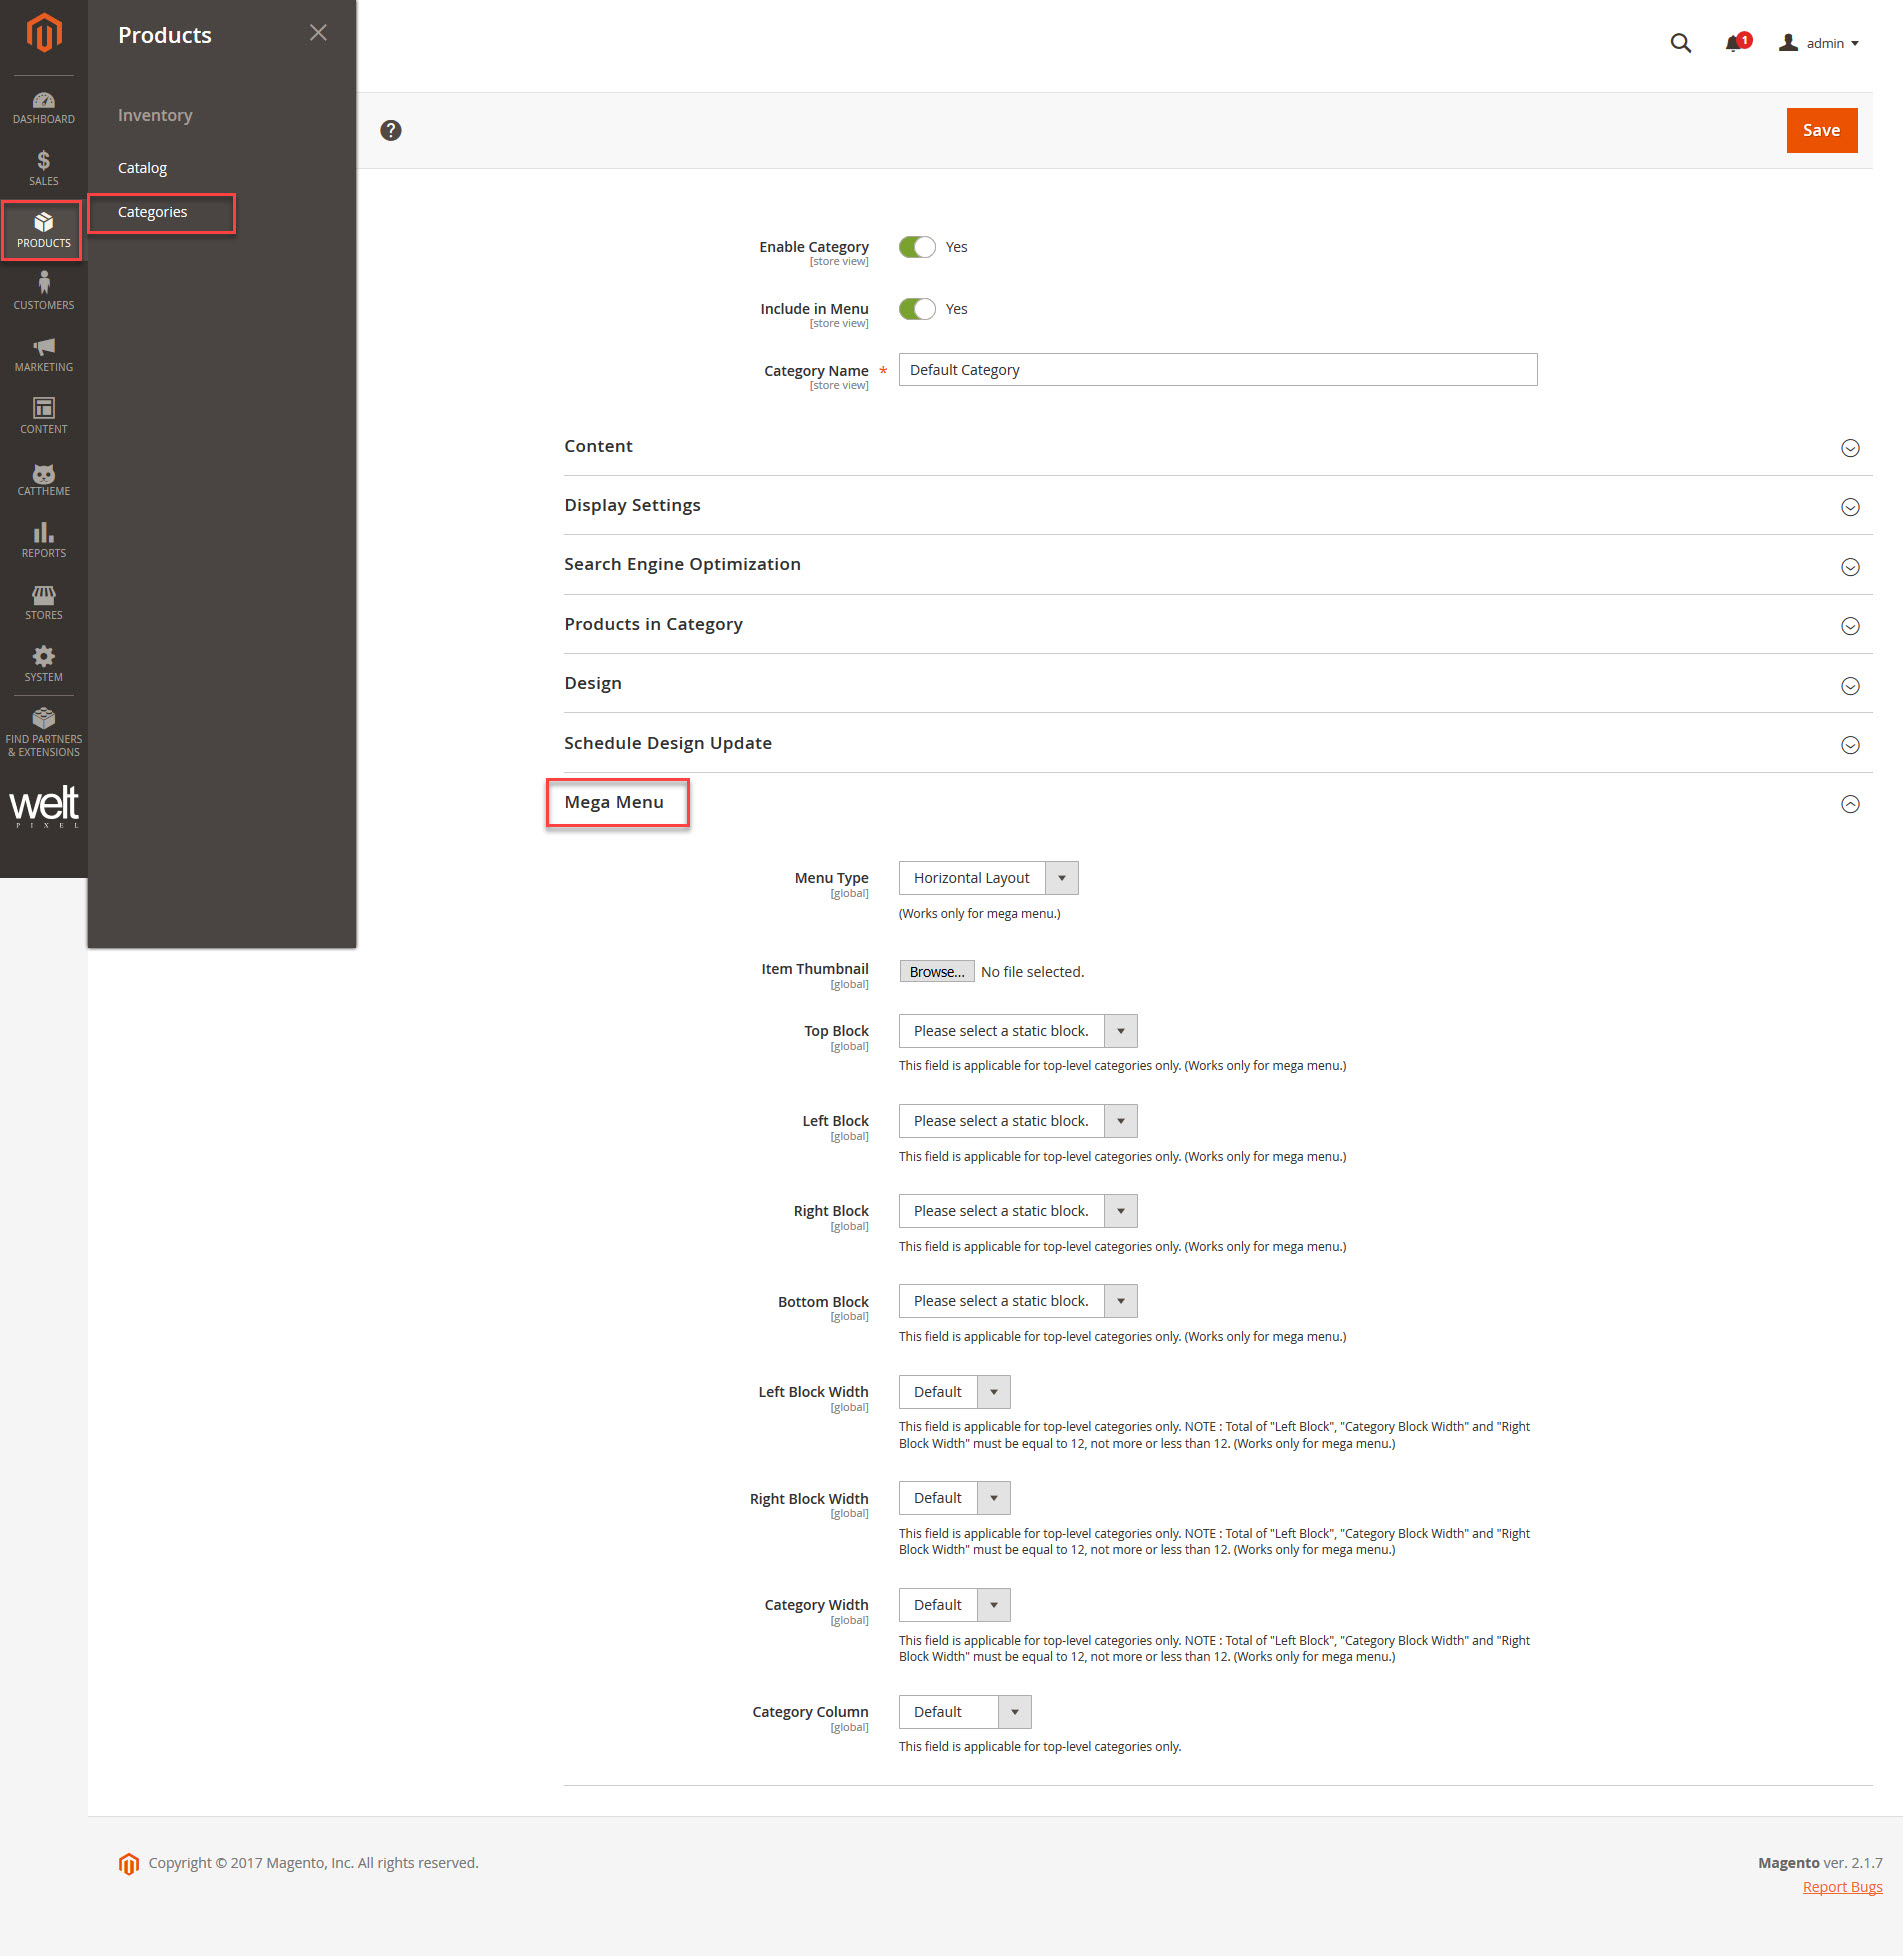 DASHBOARD
SALES
PRODUCTS
CUSTOMERS
MARKETING
CONTENT
CATTHEME
REPORTS
STORES
SYSTEM
FIND PARTNERS
& EXTENSIONS
welt
PIXEL
Products
Inventory
Catalog
Categories
1
admin
?
Save
Enable Category
[store view]
Yes
Include in Menu
[store view]
Yes
Category Name *
[store view]
Default Category
Content
Display Settings
Search Engine Optimization
Products in Category
Design
Schedule Design Update
Mega Menu
Menu Type
[global]
Horizontal Layout
(Works only for mega menu.)
Item Thumbnail
[global]
Browse... No file selected.
Top Block
[global]
Please select a static block.
This field is applicable for top-level categories only. (Works only for mega menu.)
Left Block
[global]
Please select a static block.
This field is applicable for top-level categories only. (Works only for mega menu.)
Right Block
[global]
Please select a static block.
This field is applicable for top-level categories only. (Works only for mega menu.)
Bottom Block
[global]
Please select a static block.
This field is applicable for top-level categories only. (Works only for mega menu.)
Left Block Width
[global]
Default
This field is applicable for top-level categories only. NOTE : Total of "Left Block", "Category Block Width" and "Right
Block Width" must be equal to 12, not more or less than 12. (Works only for mega menu.)
Right Block Width
[global]
Default
This field is applicable for top-level categories only. NOTE : Total of "Left Block", "Category Block Width" and "Right
Block Width" must be equal to 12, not more or less than 12. (Works only for mega menu.)
Category Width
[global]
Default
This field is applicable for top-level categories only. NOTE : Total of "Left Block", "Category Block Width" and "Right
Block Width" must be equal to 12, not more or less than 12. (Works only for mega menu.)
Category Column
[global]
Default
This field is applicable for top-level categories only.
Copyright © 2017 Magento, Inc. All rights reserved.
Magento ver. 2.1.7
Report Bugs